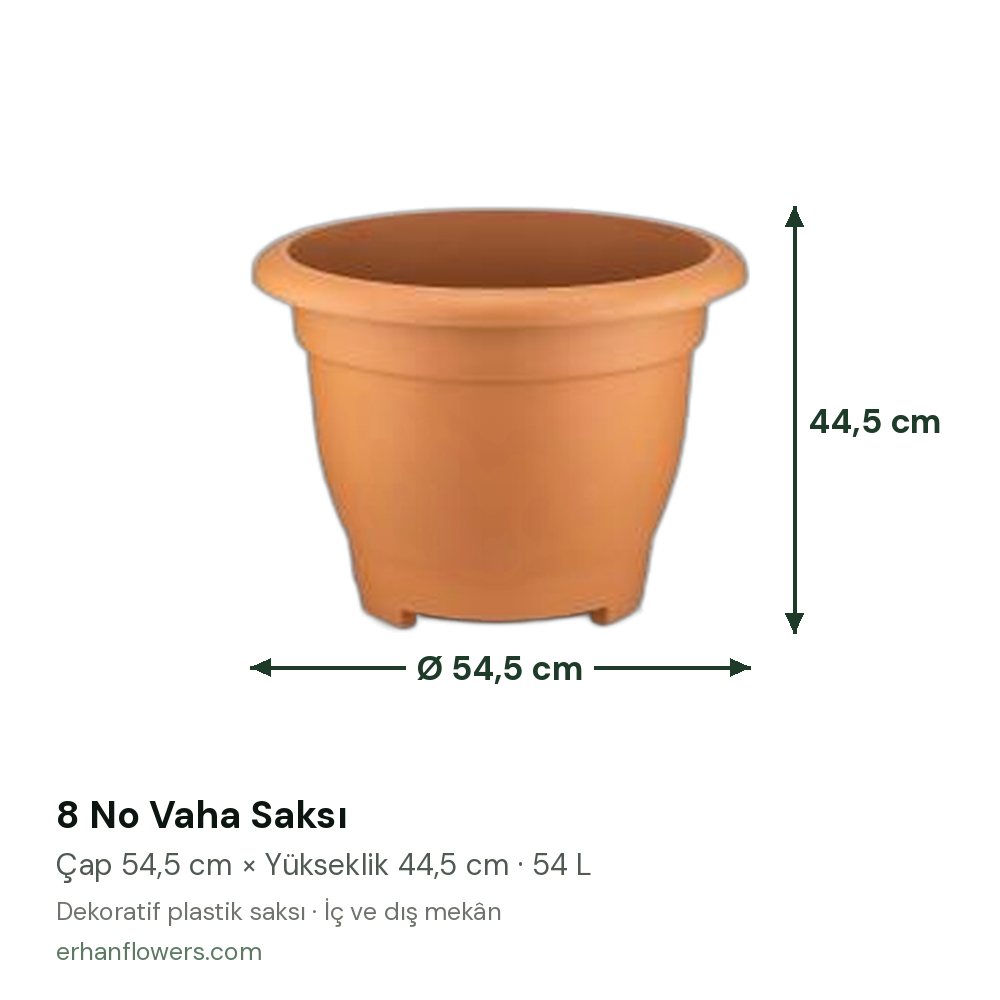 44,5 cm
Ø 54,5 cm
8 No Vaha Saksı
Çap 54,5 cm × Yükseklik 44,5 cm · 54 L
Dekoratif plastik saksı · İç ve dış mekân
erhanflowers.com